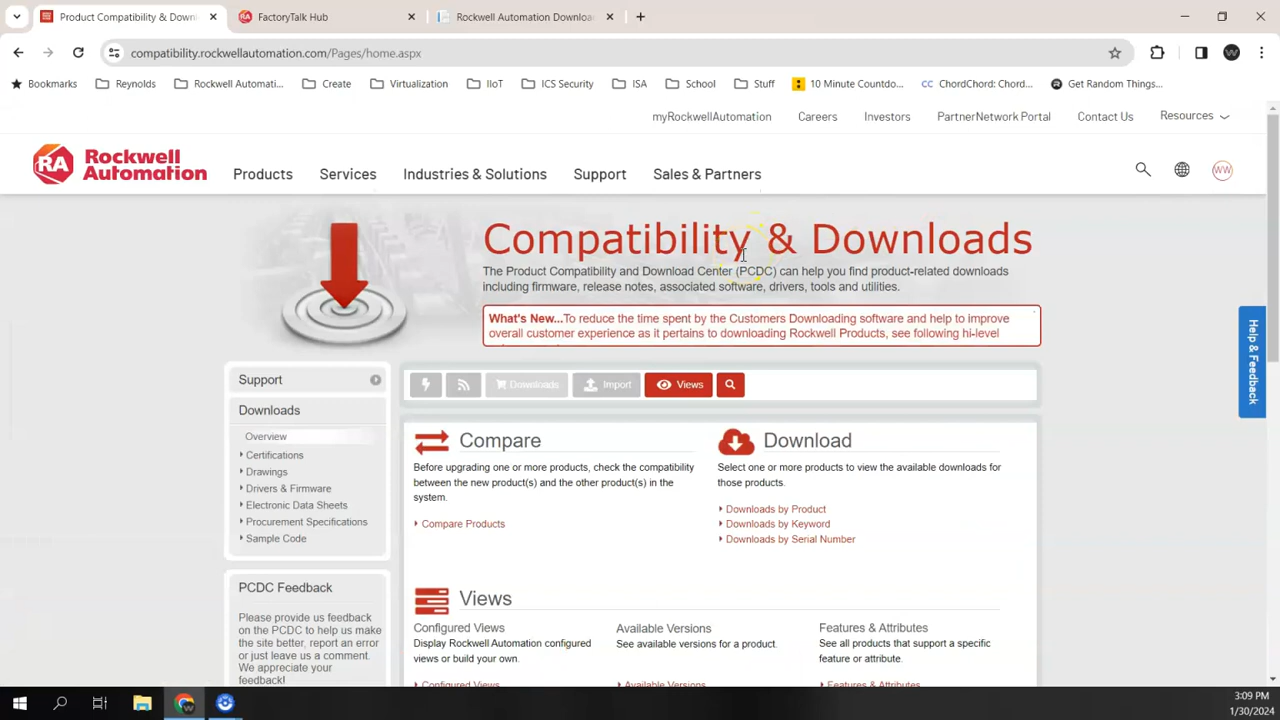 Product Compatibility & Down
FactoryTalk Hub
Rockwell Automation Downloa
compatibility.rockwellautomation.com/Pages/home.aspx
Bookmarks
Reynolds
Rockwell Automati...
Create
Virtualization
IIoT
ICS Security
ISA
School
Stuff
10 Minute Countdo...
CC ChordChord: Chord...
Get Random Things...
myRockwellAutomation
Careers
Investors
PartnerNetwork Portal
Contact Us
Resources
RA Rockwell Automation
Products
Services
Industries & Solutions
Support
Sales & Partners
WW
Compatibility & Downloads
The Product Compatibility and Download Center (PCDC) can help you find product-related downloads
including firmware, release notes, associated software, drivers, tools and utilities.
What's New...To reduce the time spent by the Customers Downloading software and help to improve
overall customer experience as it pertains to downloading Rockwell Products, see following hi-level
Help & Feedback
Support
Downloads
Overview
Certifications
Drawings
Drivers & Firmware
Electronic Data Sheets
Procurement Specifications
Sample Code
PCDC Feedback
Please provide us feedback
on the PCDC to help us make
the site better, report an error
or just leave us a comment.
We appreciate your
feedback!
Downloads
Import
Views
Compare
Before upgrading one or more products, check the compatibility
between the new product(s) and the other product(s) in the
system.
Compare Products
Download
Select one or more products to view the available downloads for
those products.
Downloads by Product
Downloads by Keyword
Downloads by Serial Number
Views
Configured Views
Display Rockwell Automation configured
views or build your own.
Configured Views
Available Versions
See available versions for a product.
Available Versions
Features & Attributes
See all products that support a specific
feature or attribute.
Features & Attributes
3:09 PM
1/30/2024